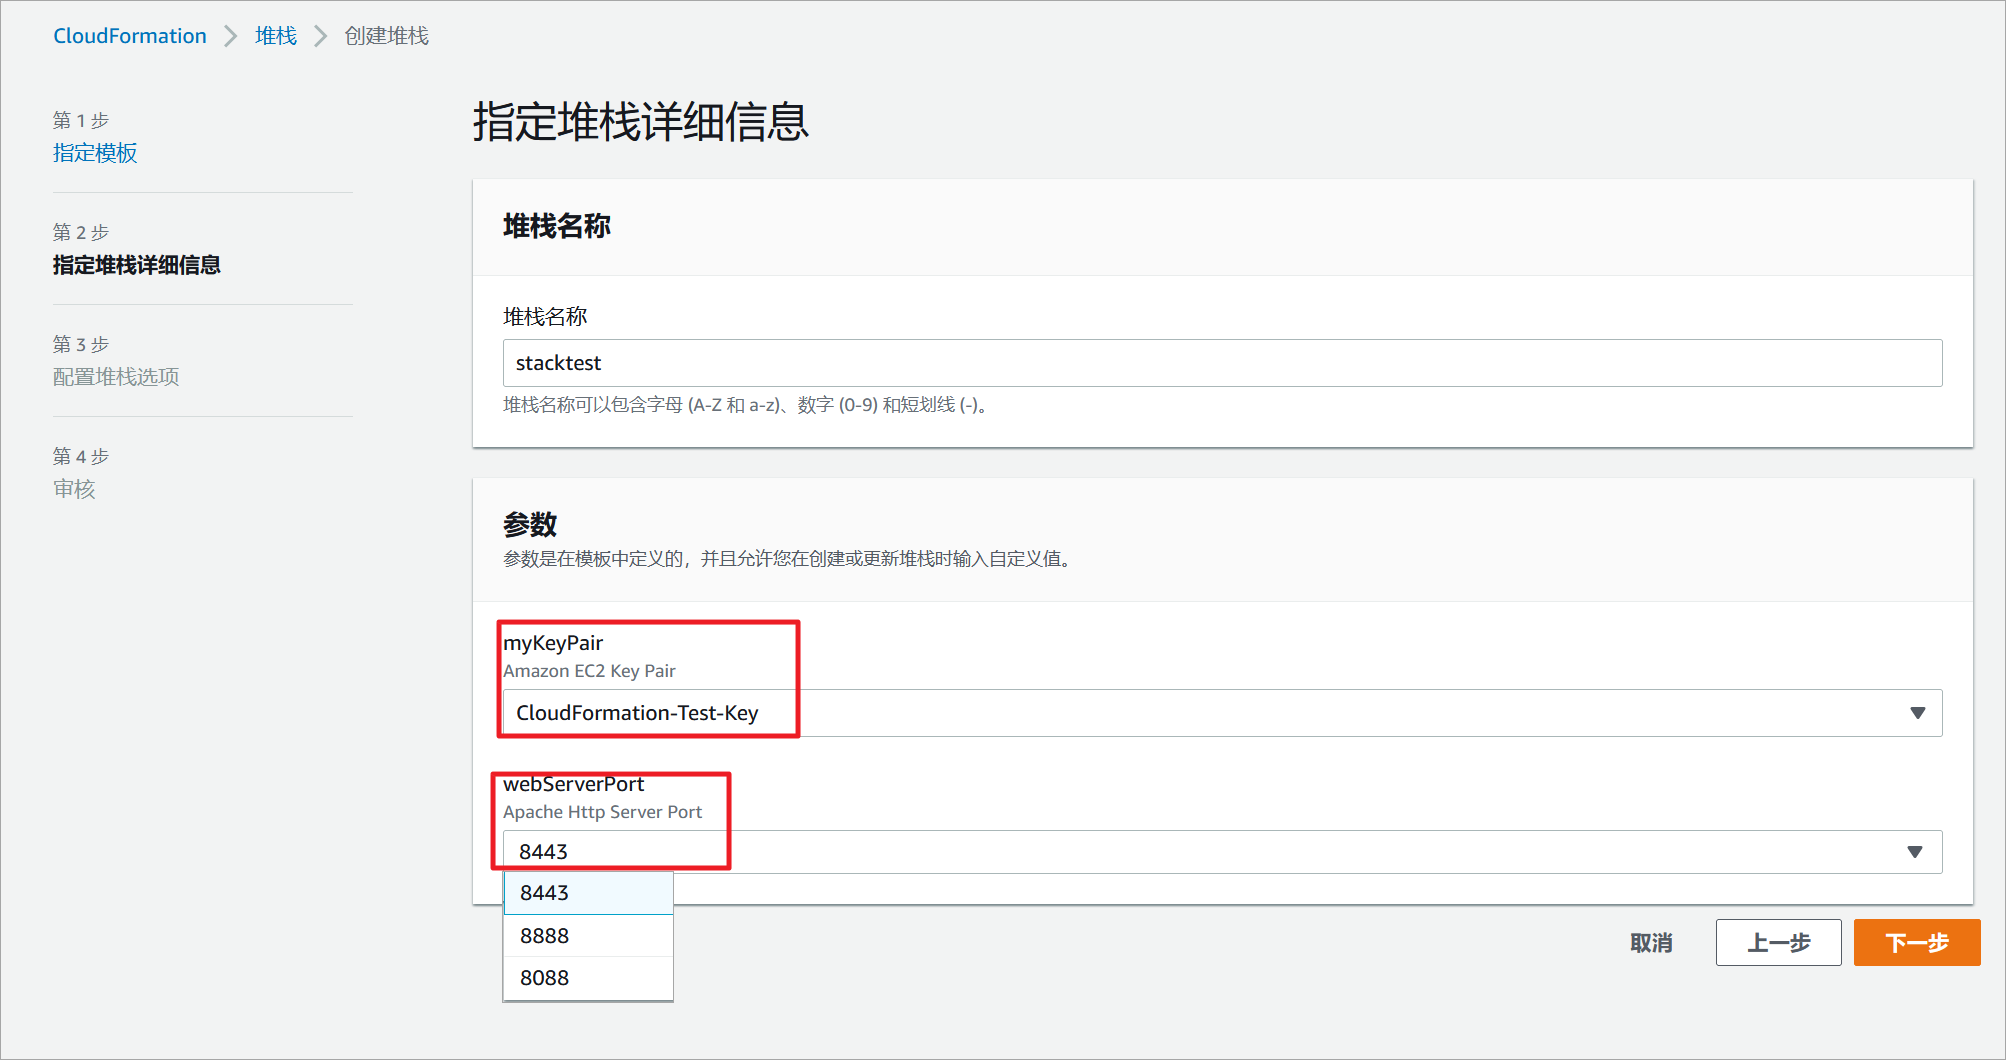 CloudFormation > 堆栈 > 创建堆栈
第 1 步
指定模板
第 2 步
指定堆栈详细信息
第 3 步
配置堆栈选项
第 4 步
审核
指定堆栈详细信息
堆栈名称
堆栈名称
stacktest
堆栈名称可以包含字母 (A-Z 和 a-z)、数字 (0-9) 和短划线 (-)。
参数
参数是在模板中定义的，并且允许您在创建或更新堆栈时输入自定义值。
myKeyPair
Amazon EC2 Key Pair
CloudFormation-Test-Key
webServerPort
Apache Http Server Port
8443
8443
8888
8088
取消
上一步
下一步